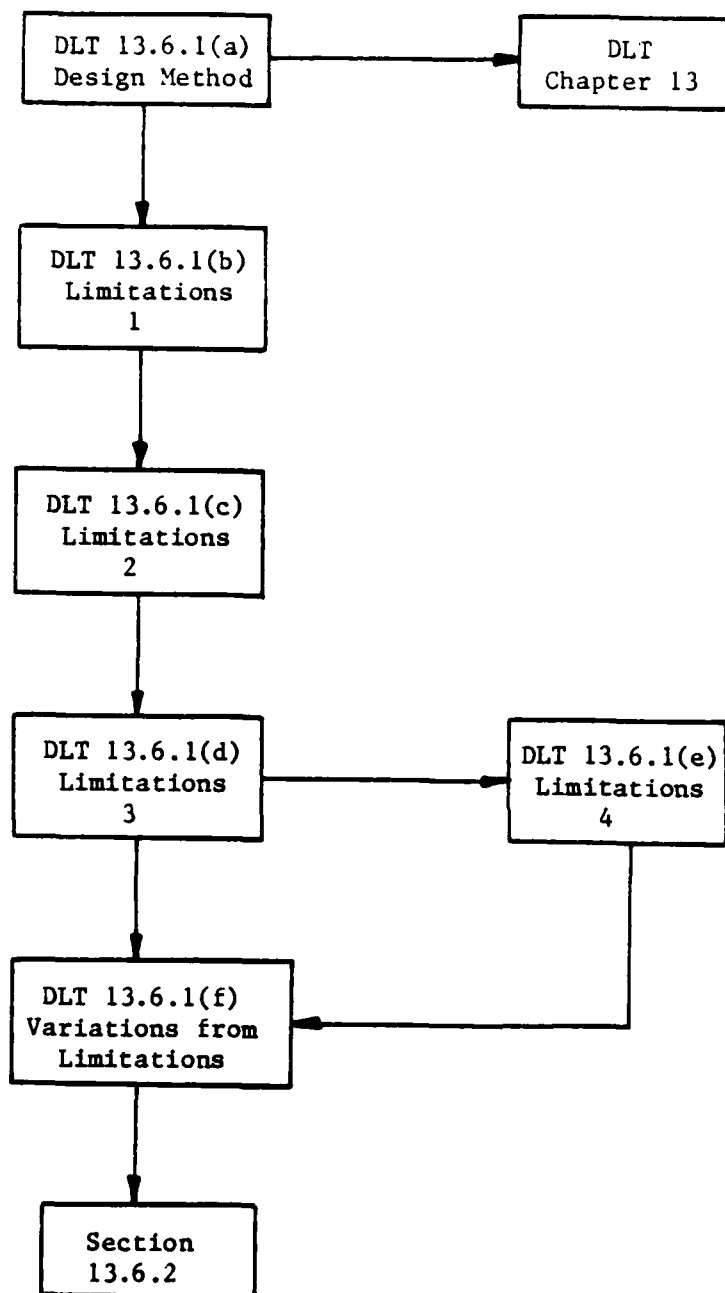 DLT 13.6.1(a)
Design Method
DLT
Chapter 13
DLT 13.6.1(b)
Limitations
1
DLT 13.6.1(c)
Limitations
2
DLT 13.6.1(d)
Limitations
3
DLT 13.6.1(e)
Limitations
4
DLT 13.6.1(f)
Variations from
Limitations
Section
13.6.2